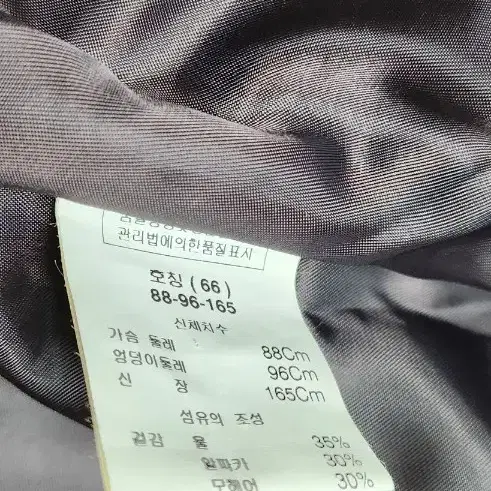 관리법에의한품질표시
호칭 (66)
88-96-165
신체치수
가슴 둘레 88Cm
엉덩이둘레 96Cm
신 장 165Cm
섬유의 조성
겉감 울 35%
알파카 30%
모헤어 30%